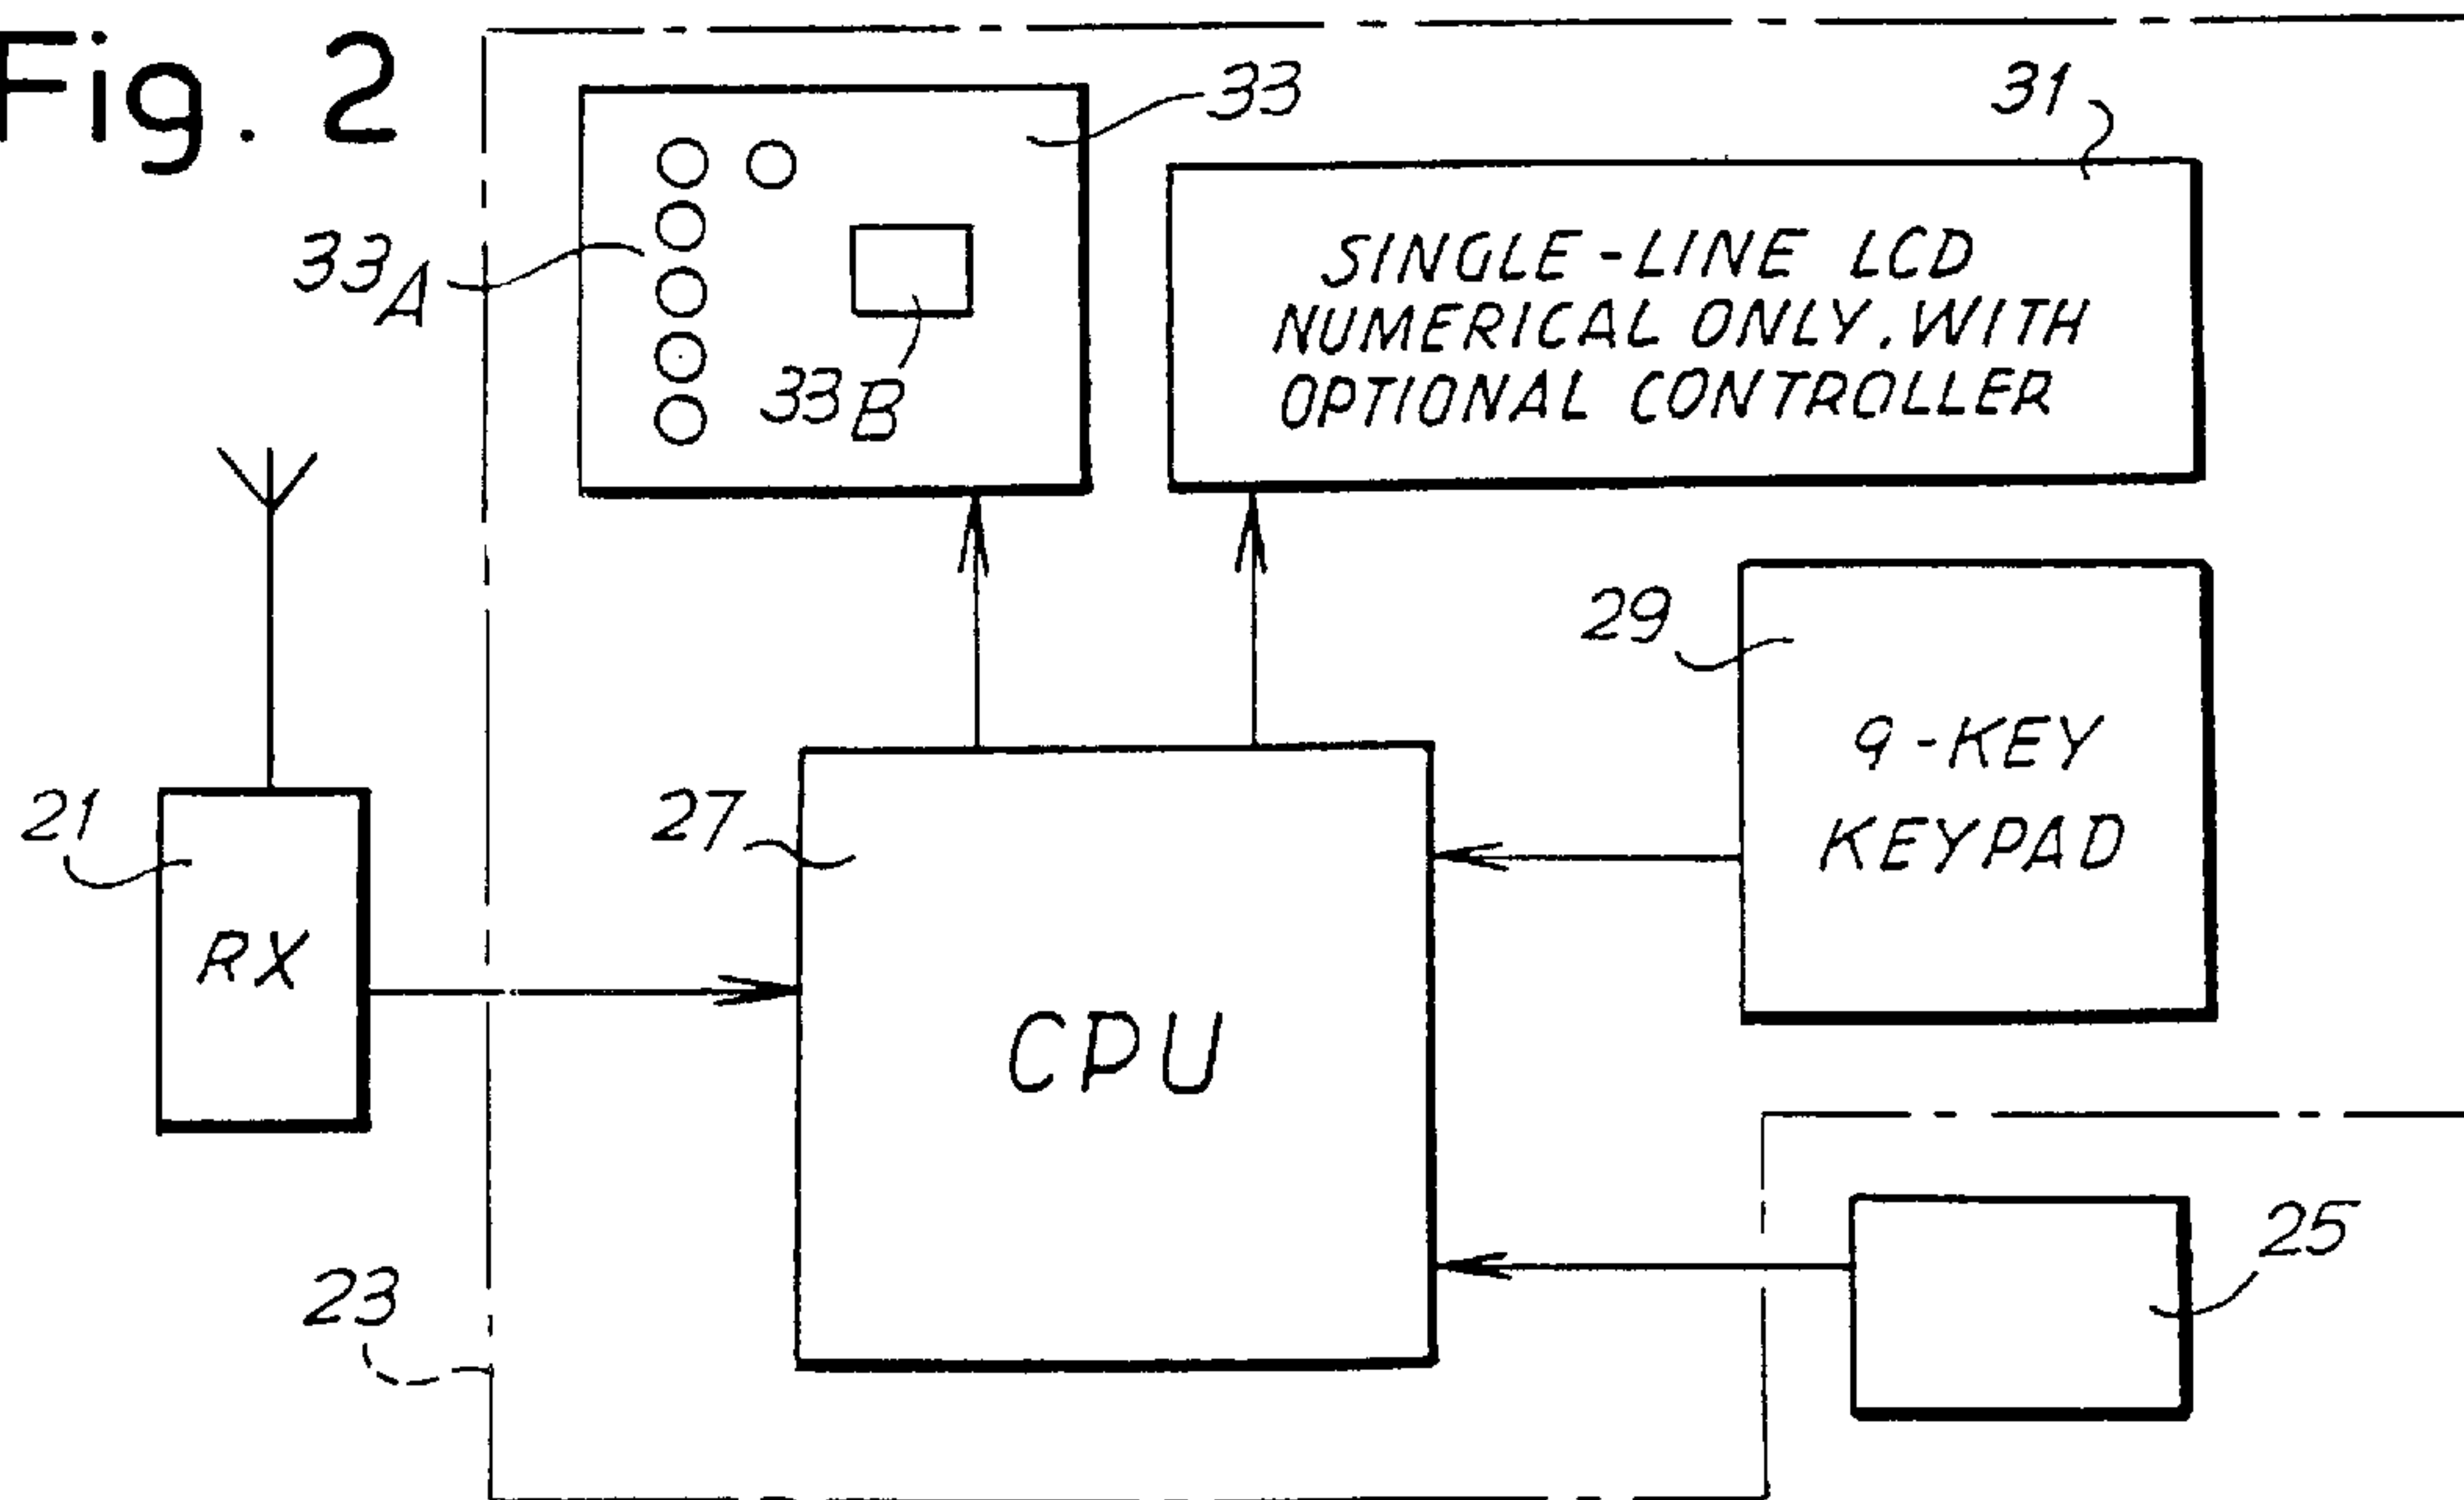 Fig. 2
33
31
33A
33B
SINGLE-LINE LCD
NUMERICAL ONLY, WITH
OPTIONAL CONTROLLER
29
9-KEY
KEYPAD
21
RX
27
CPU
23
25